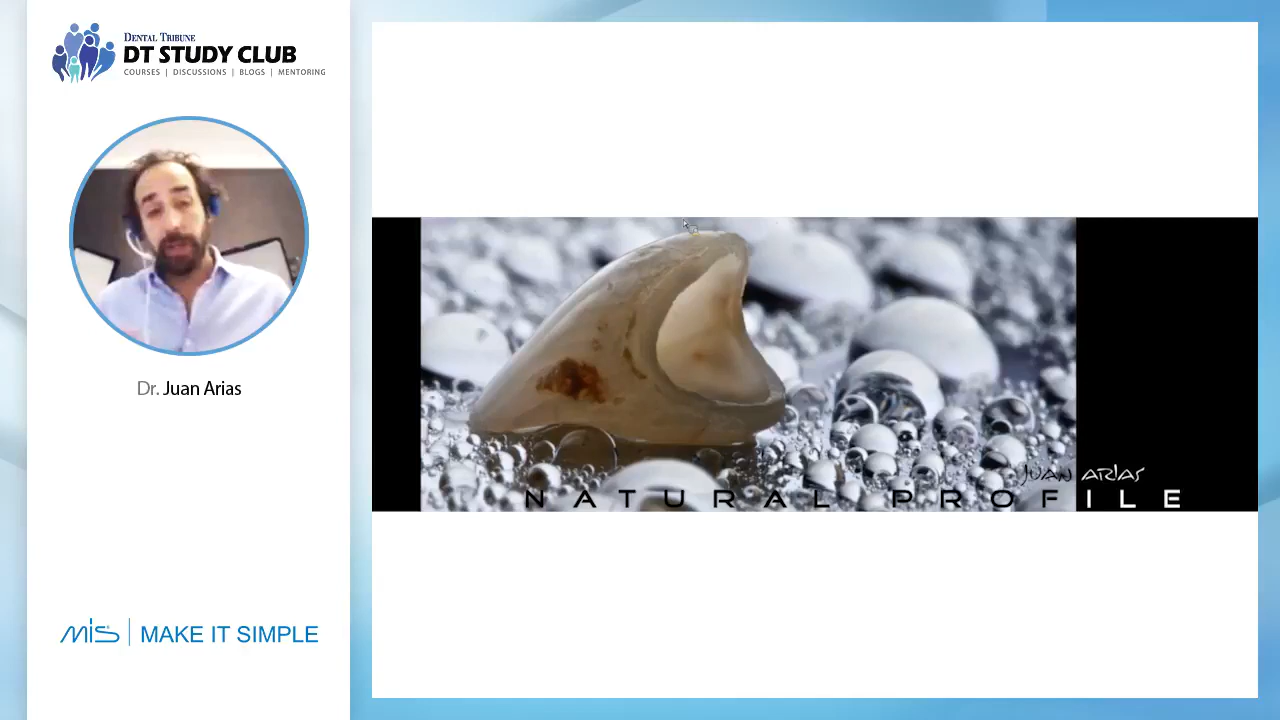 DENTAL TRIBUNE
DT STUDY CLUB
COURSES | DISCUSSIONS | BLOGS | MENTORING
Dr. Juan Arias
JUAN ARIAS
NATURAL PROFILE
MIS | MAKE IT SIMPLE